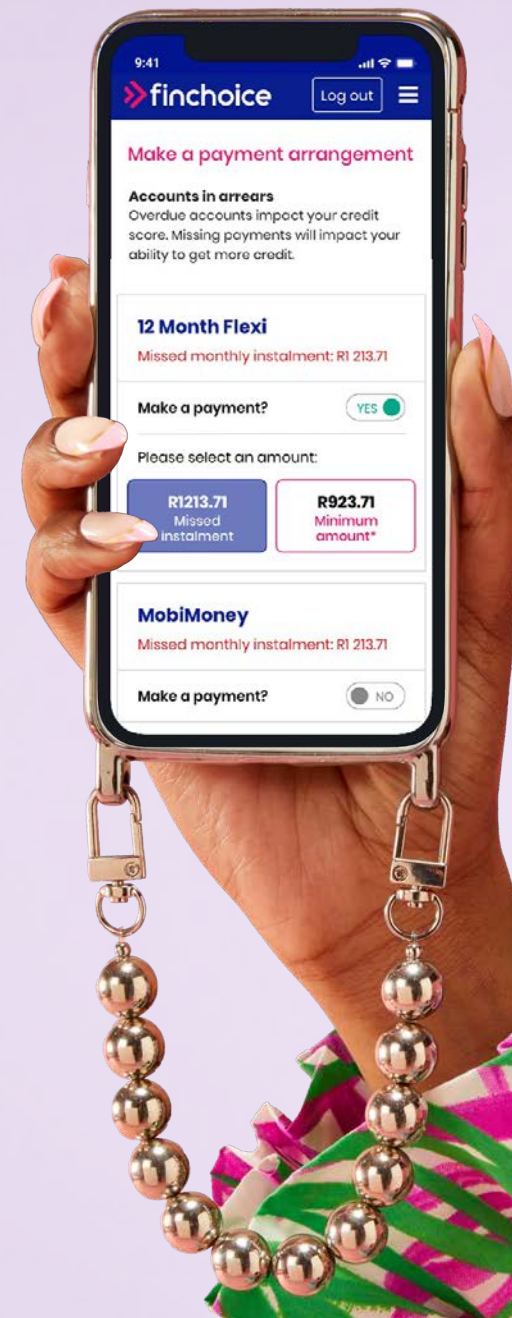 9:41
finchoice
Log out
Make a payment arrangement
Accounts in arrears
Overdue accounts impact your credit
score. Missing payments will impact your
ability to get more credit.
12 Month Flexi
Missed monthly instalment: R1 213.71
Make a payment?
YES
Please select an amount:
R1213.71
Missed
instalment
R923.71
Minimum
amount*
MobiMoney
Missed monthly instalment: R1 213.71
Make a payment?
NO